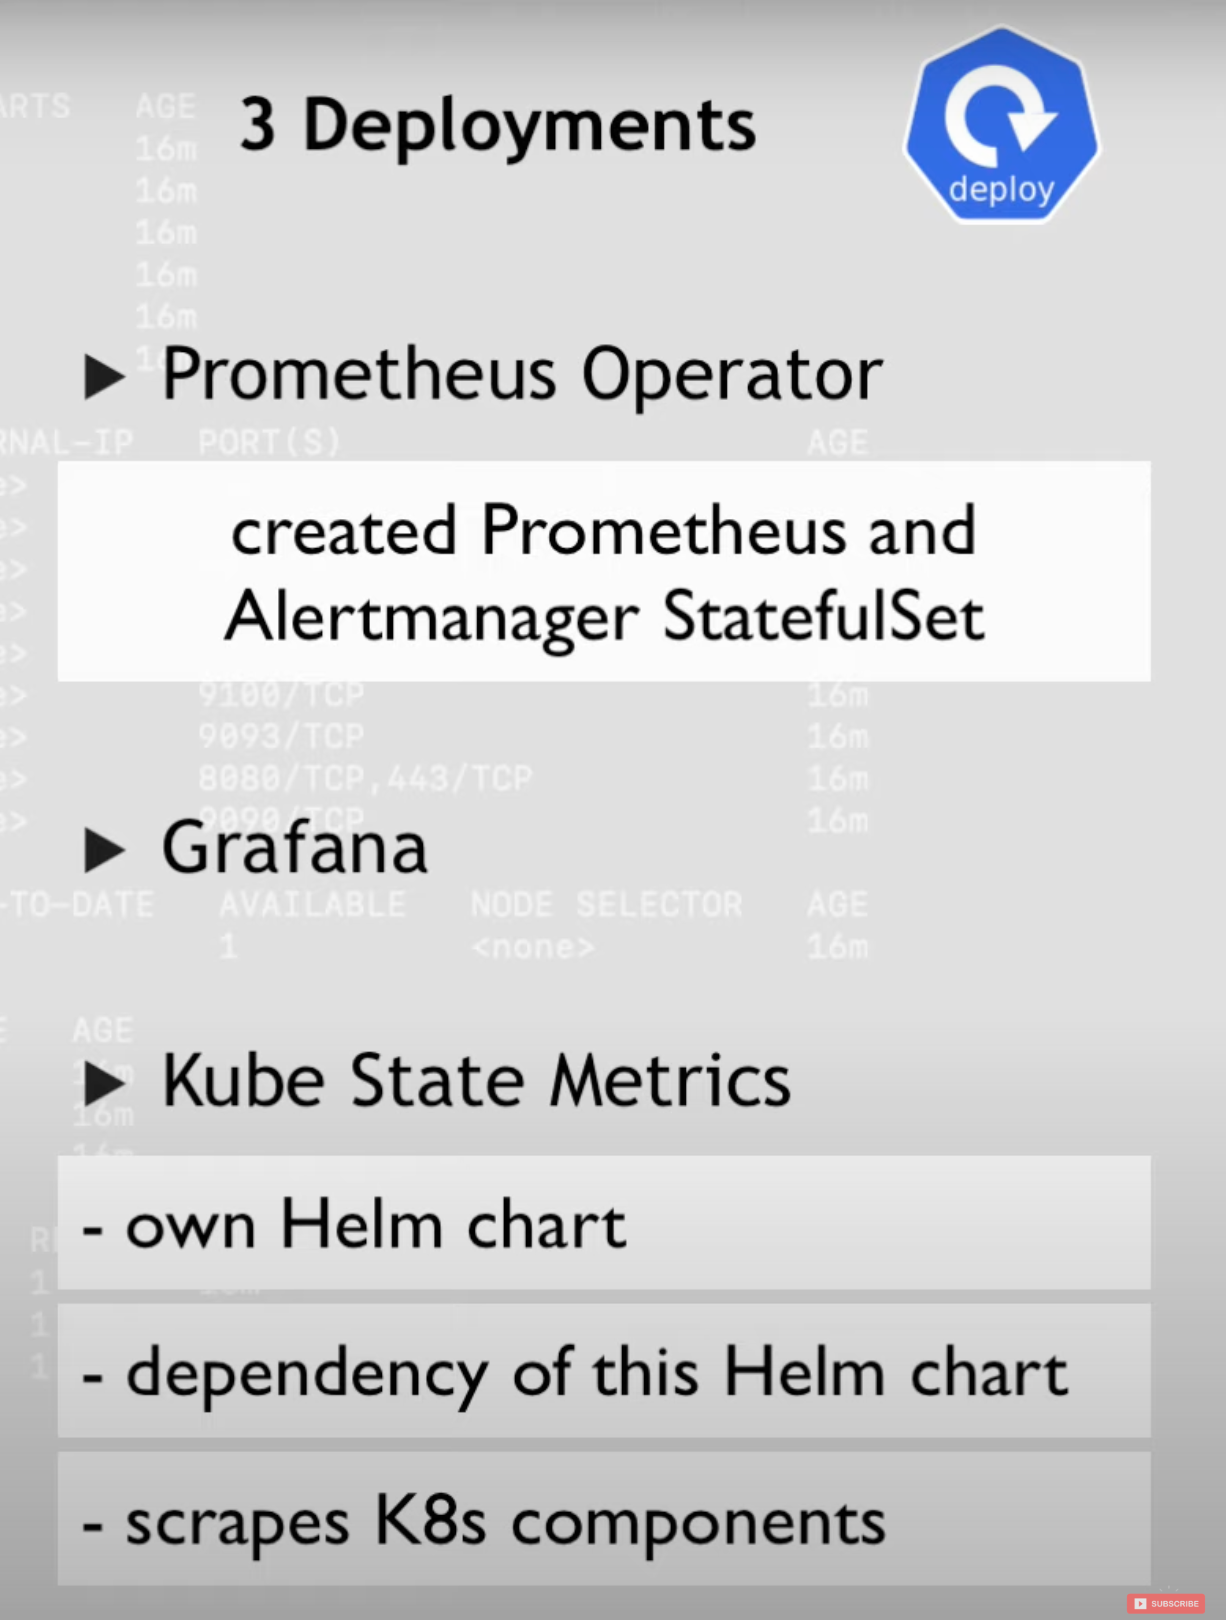 ARTS AGE
3 Deployments
16m
16m
deploy
16m
16m
16m
Prometheus Operator
RNAL-IP PORT(S) AGE
created Prometheus and
Alertmanager StatefulSet
9100/TCP 16m
9093/TCP 16m
8080/TCP,443/TCP 16m
9090/TCP 16m
Grafana
-TO-DATE AVAILABLE NODE SELECTOR AGE
1 <none> 16m
AGE
Kube State Metrics
16m
- own Helm chart
1
- dependency of this Helm chart
1
1
- scrapes K8s components
SUBSCRIBE